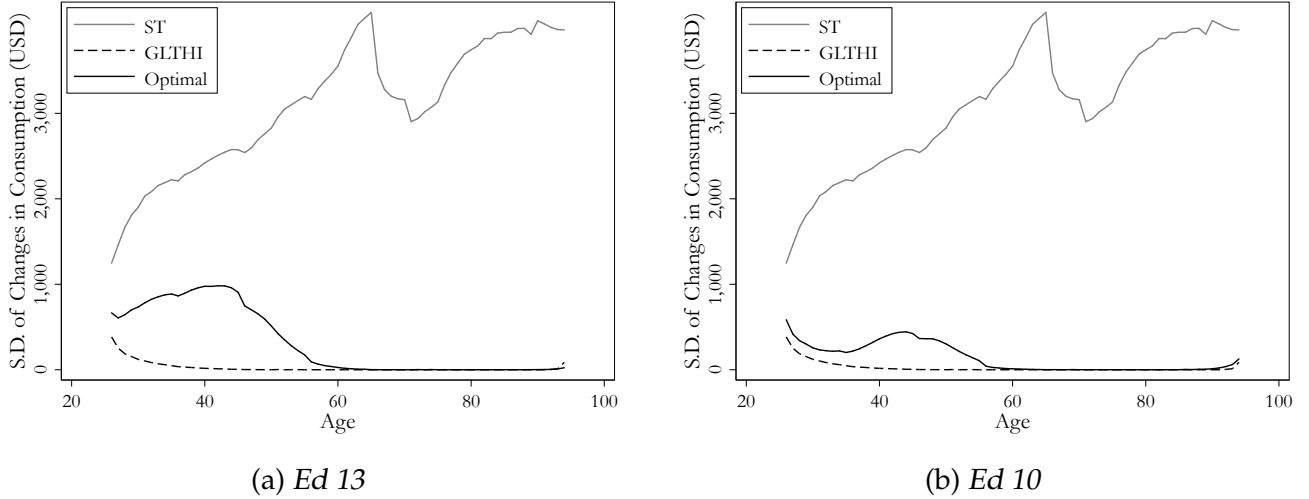 S.D. of Changes in Consumption (USD)
ST
GLTHI
Optimal
3,000
2,000
1,000
0
20 40 60 80 100
Age
(a) Ed 13
S.D. of Changes in Consumption (USD)
ST
GLTHI
Optimal
3,000
2,000
1,000
0
20 40 60 80 100
Age
(b) Ed 10